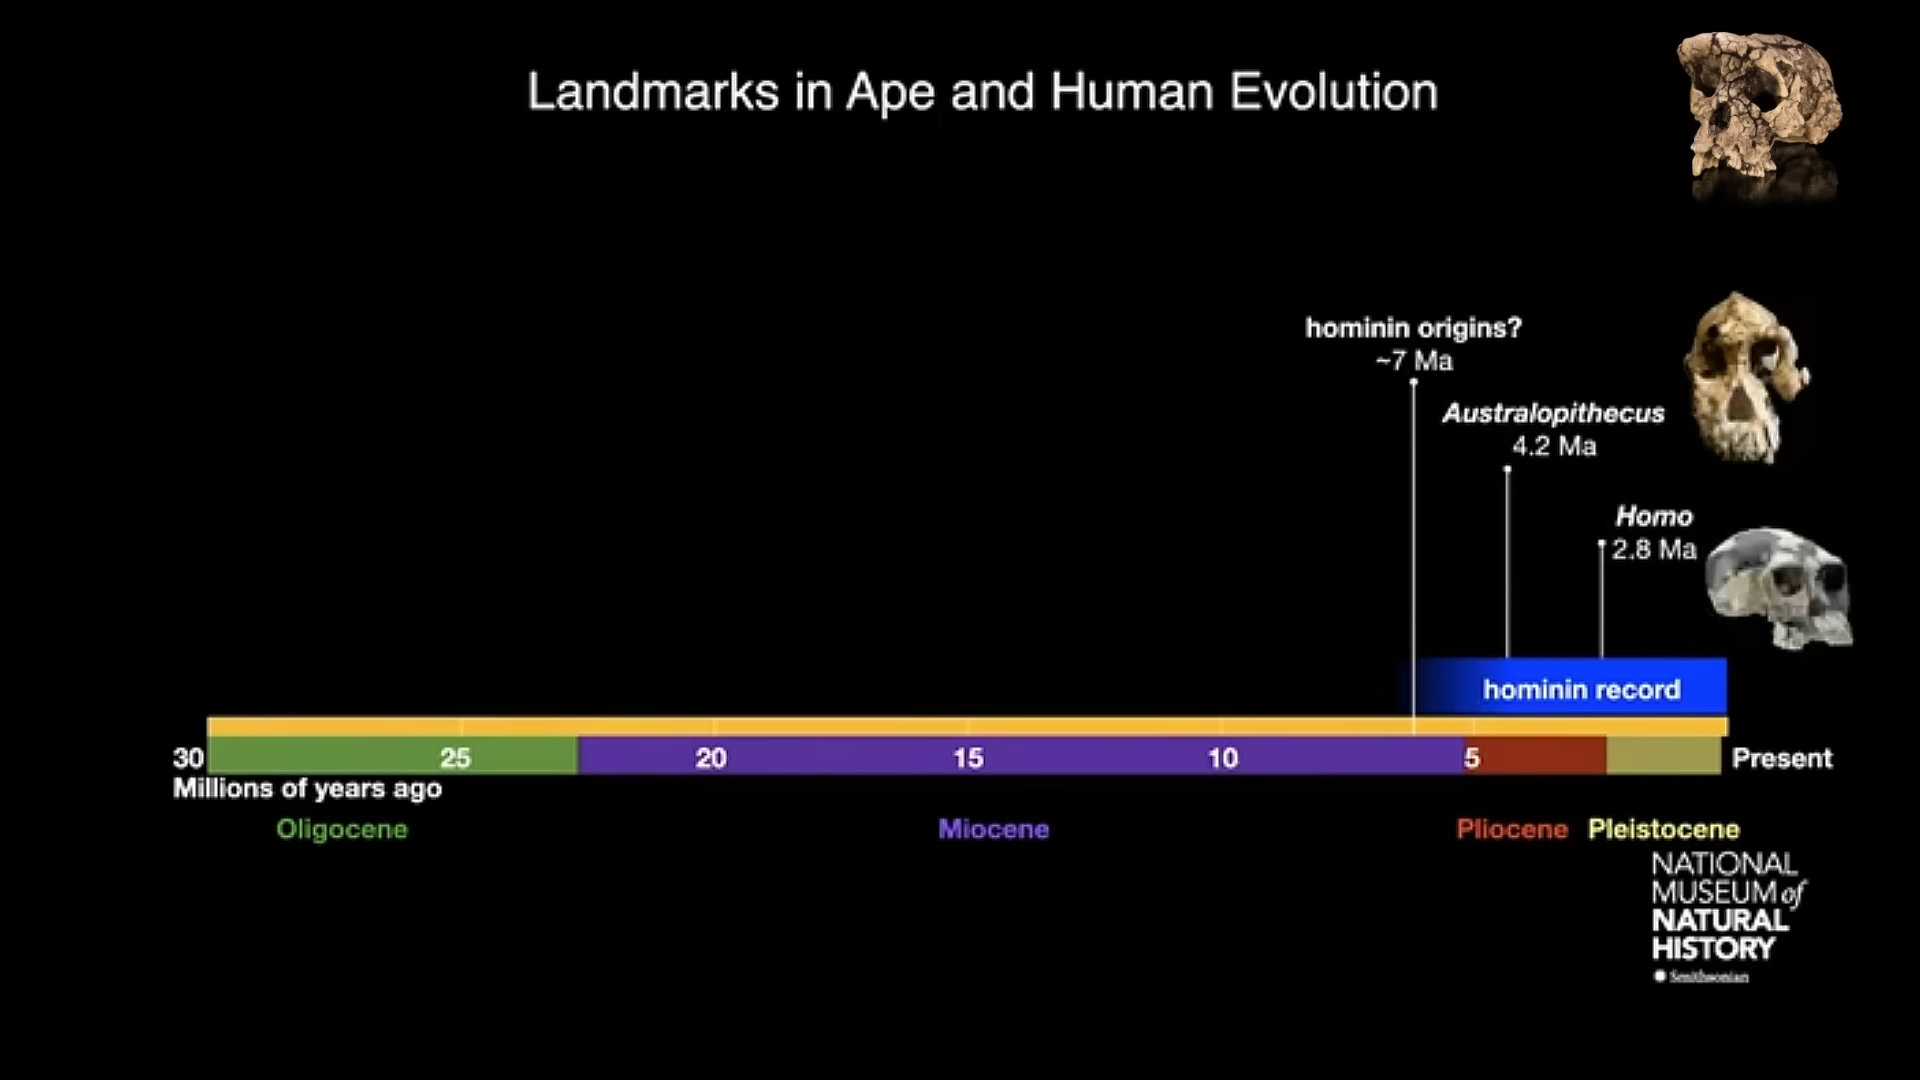 Landmarks in Ape and Human Evolution
hominin origins?
~7 Ma
Australopithecus
4.2 Ma
Homo
2.8 Ma
hominin record
30 25 20 15 10 5 Present
Millions of years ago
Oligocene Miocene Pliocene Pleistocene
NATIONAL
MUSEUM of
NATURAL
HISTORY
Smithsonian